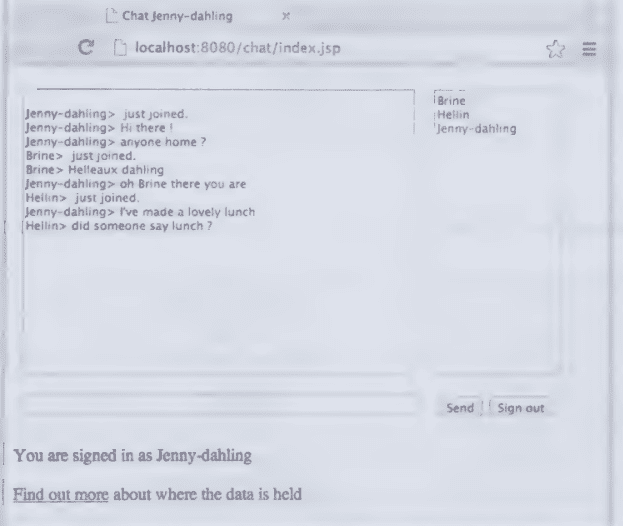 Chat Jenny-dahling
localhost:8080/chat/index.jsp
Jenny-dahling> just joined.
Jenny-dahling> Hi there !
Jenny-dahling> anyone home ?
Brine> just joined.
Brine> Helleaux dahling
Jenny-dahling> oh Brine there you are
Hellin> just joined.
Jenny-dahling> I've made a lovely lunch
Hellin> did someone say lunch ?
Brine
Hellin
Jenny-dahling
Send Sign out
You are signed in as Jenny-dahling
Find out more about where the data is held